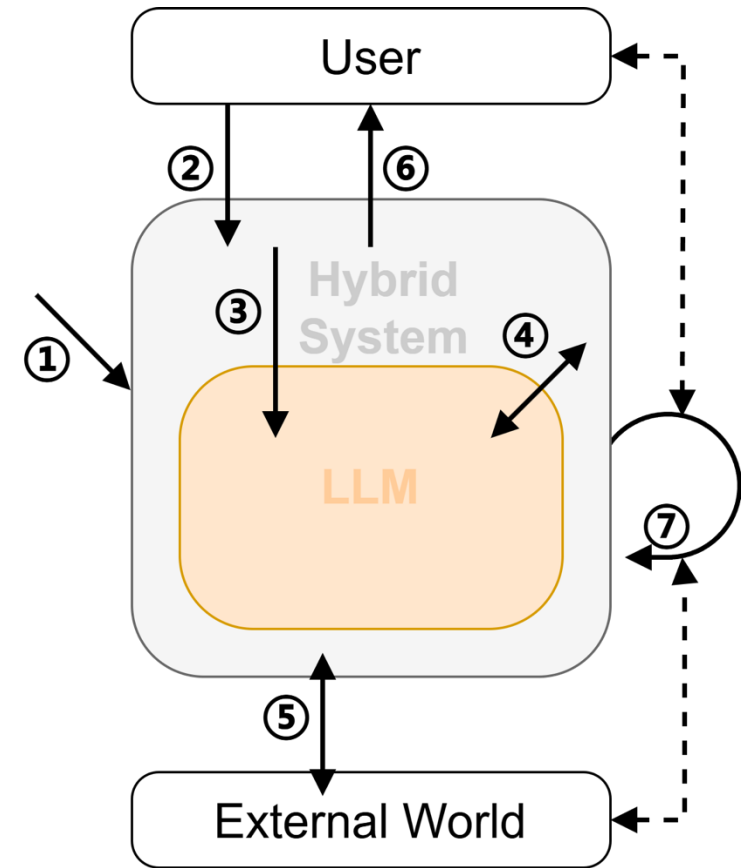 User
②
⑥
Hybrid
System
③
④
①
LLM
⑦
⑤
External World